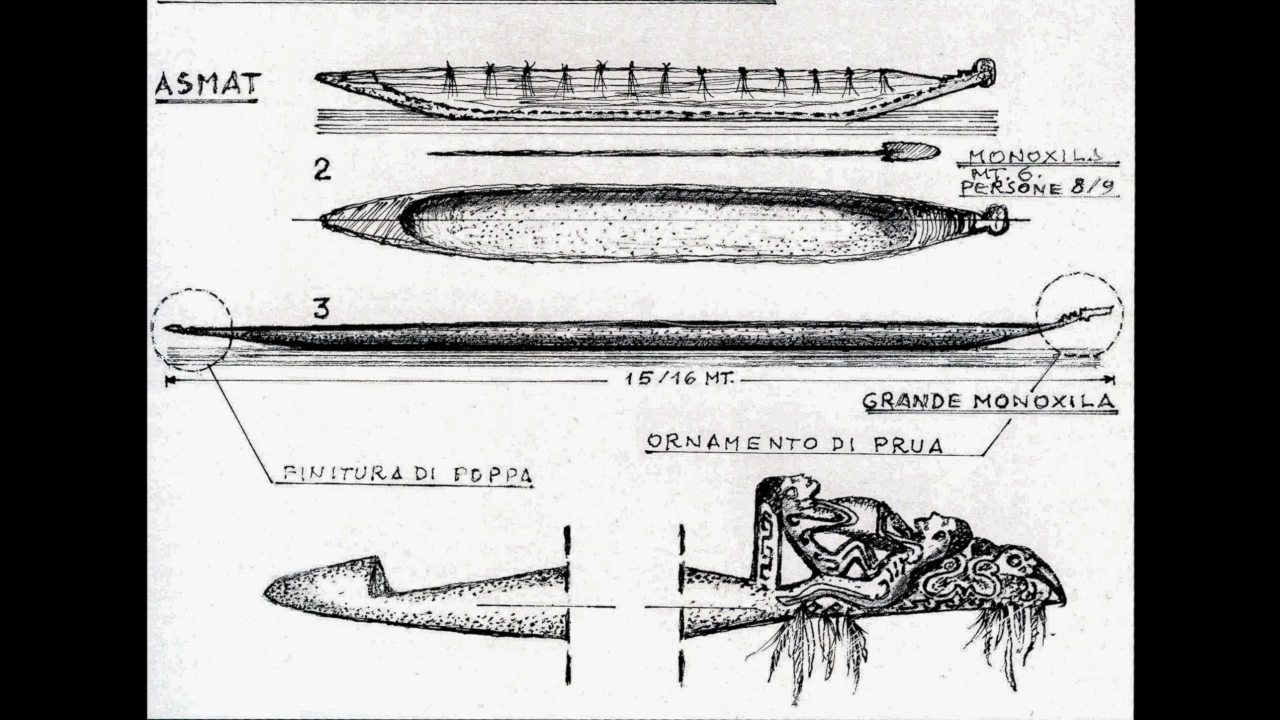 ASMAT
2
MONOXILA
MT. 6.
PERSONE 8/9
3
15/16 MT.
GRANDE MONOXILA
ORNAMENTO DI PRUA
FINITURA DI POPPA